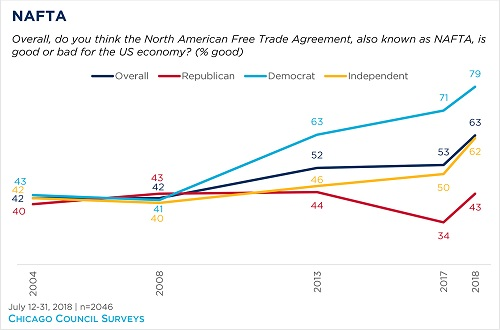 NAFTA
Overall, do you think the North American Free Trade Agreement, also known as NAFTA, is
good or bad for the US economy? (% good)
Overall Republican Democrat Independent
79
71
63
63
62
52
53
50
46
44
43
43
43
42
42
42
41
40
40
34
2004 2008 2013 2017 2018
July 12-31, 2018 | n=2046
CHICAGO COUNCIL SURVEYS